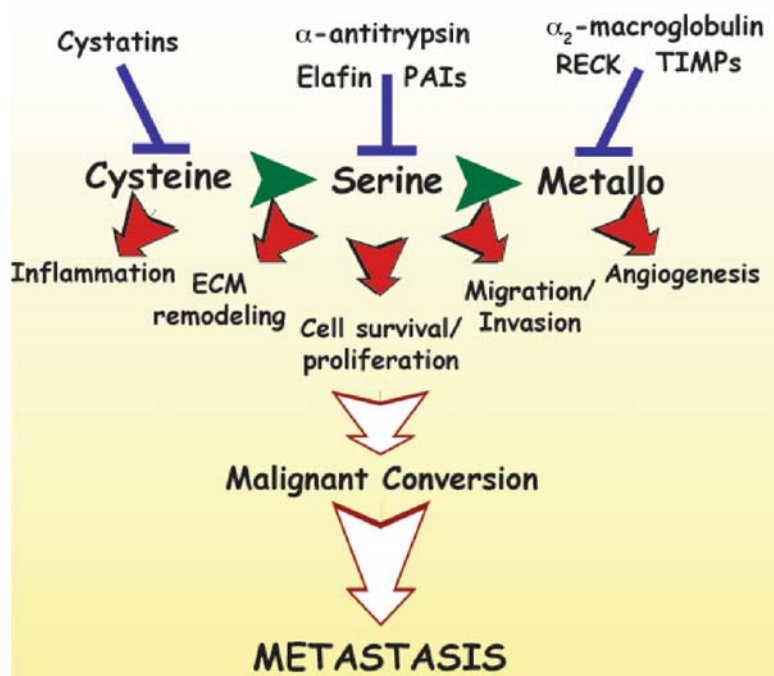 Cystatins
α-antitrypsin
Elafin PAIs
α₂-macroglobulin
RECK TIMPs
Cysteine Serine Metallo
Inflammation
ECM
remodeling
Cell survival/
proliferation
Migration/
Invasion
Angiogenesis
Malignant Conversion
METASTASIS